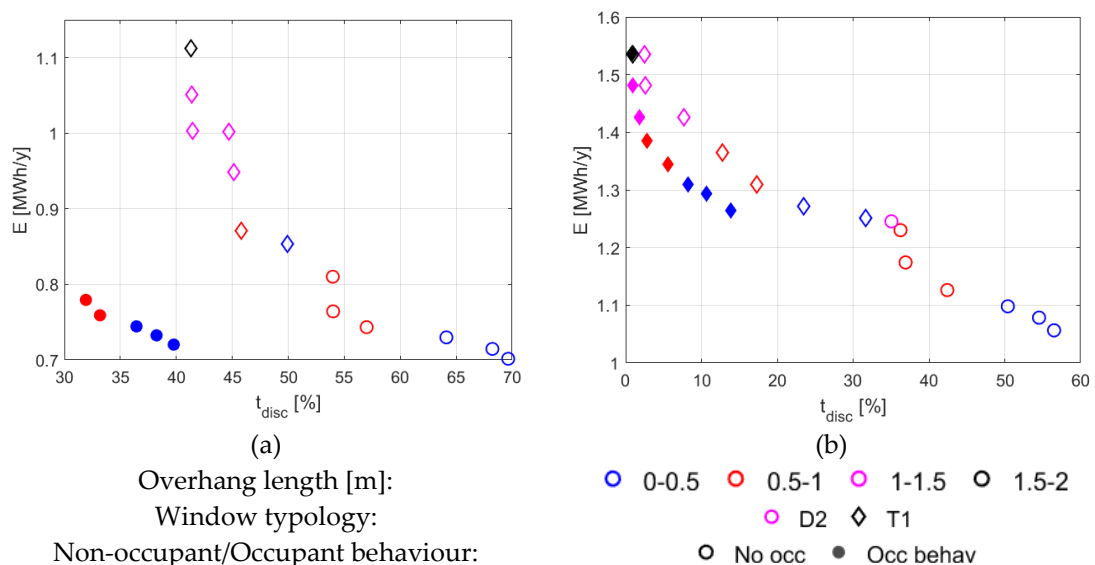 1.1
1
0.9
0.8
0.7
30 35 40 45 50 55 60 65 70
E [MWh/y]
t_disc [%]
(a)
1.6
1.5
1.4
1.3
1.2
1.1
1
0 10 20 30 40 50 60
E [MWh/y]
t_disc [%]
(b)
Overhang length [m]: 0-0.5 0.5-1 1-1.5 1.5-2
Window typology: D2 T1
Non-occupant/Occupant behaviour: No occ Occ behav